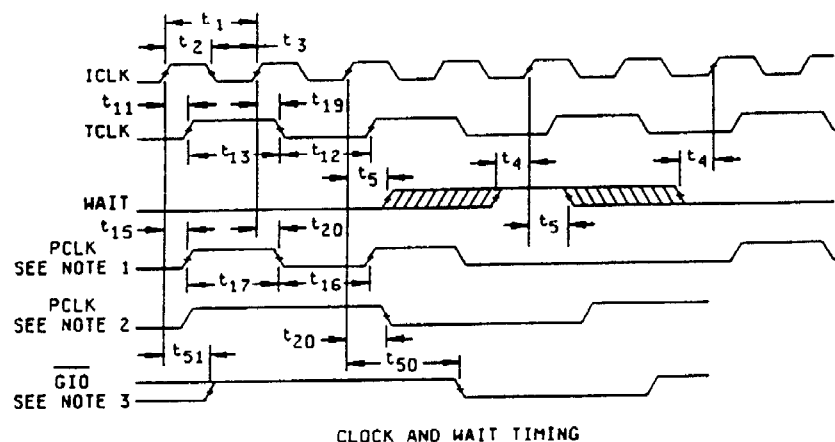 t1
t2 t3
ICLK
t11 t19
TCLK
t13 t12
t5 t4 t4
WAIT
t15 t20 t5
PCLK
SEE NOTE 1
t17 t16
PCLK
SEE NOTE 2
t20
t51 t50
GIO
SEE NOTE 3
CLOCK AND WAIT TIMING